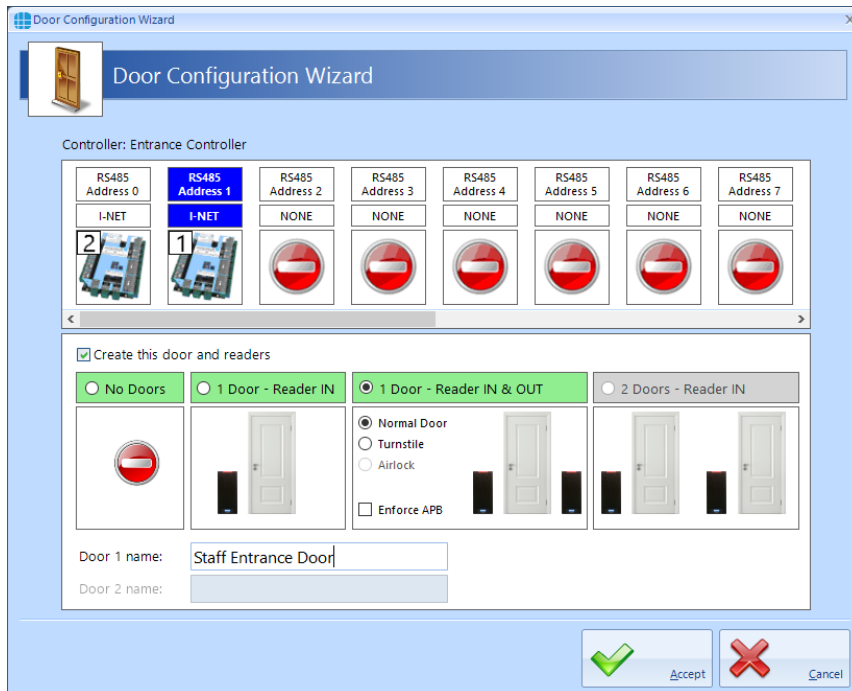 Door Configuration Wizard
Door Configuration Wizard
Controller: Entrance Controller
RS485 Address 0
RS485 Address 1
RS485 Address 2
RS485 Address 3
RS485 Address 4
RS485 Address 5
RS485 Address 6
RS485 Address 7
I-NET
I-NET
NONE
NONE
NONE
NONE
NONE
NONE
2
1
Create this door and readers
No Doors
1 Door - Reader IN
1 Door - Reader IN & OUT
2 Doors - Reader IN
Normal Door
Turnstile
Airlock
Enforce APB
Door 1 name:
Staff Entrance Door
Door 2 name:
Accept
Cancel